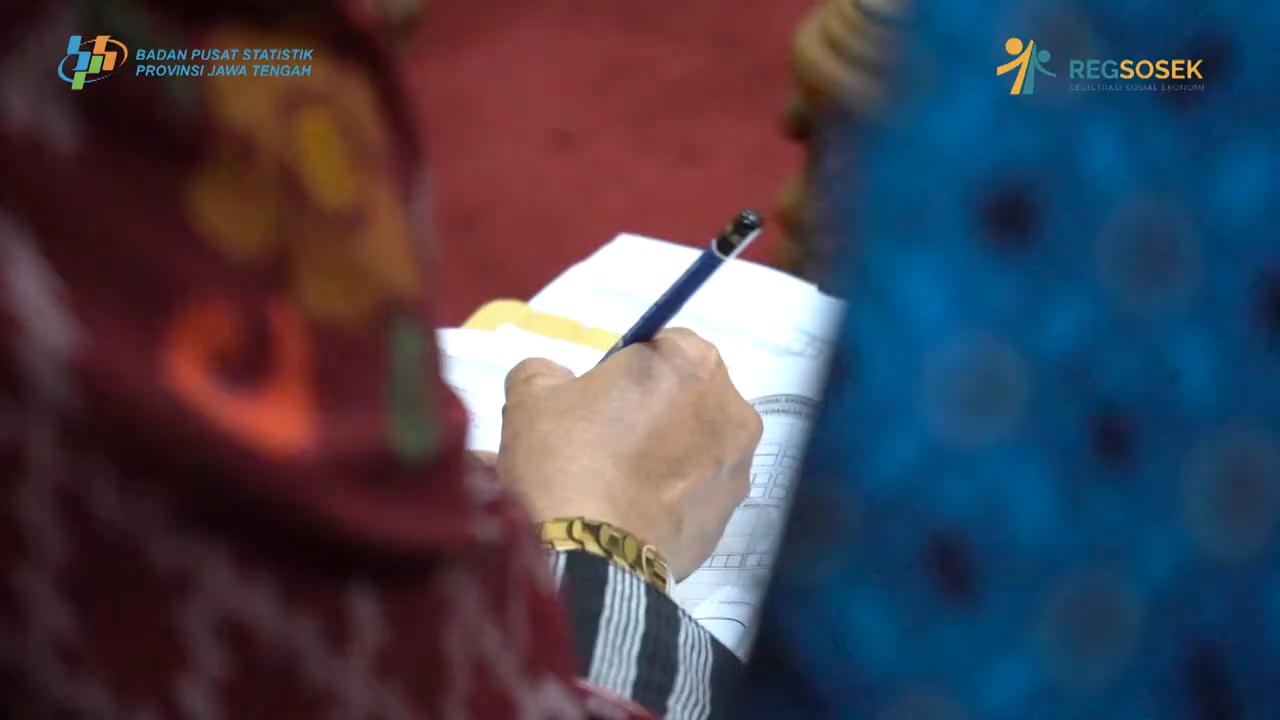 BADAN PUSAT STATISTIK
PROVINSI JAWA TENGAH
REGSOSEK
REGISTRASI SOSIAL EKONOMI